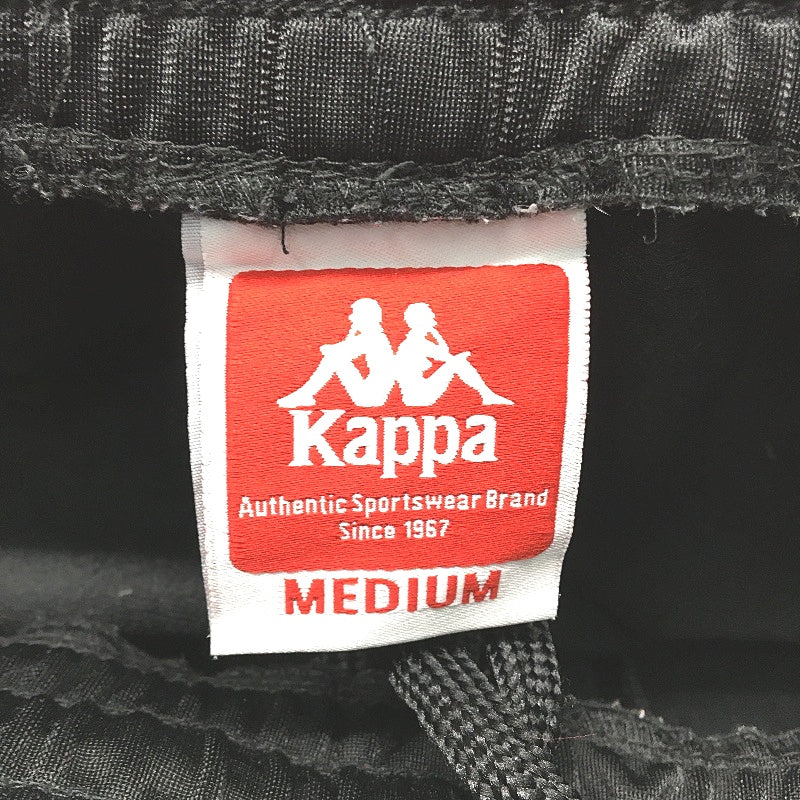 Kappa
Authentic Sportswear Brand
Since 1967
MEDIUM